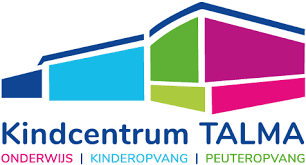 Kindcentrum TALMA
ONDERWIJS | KINDEROPVANG | PEUTEROPVANG